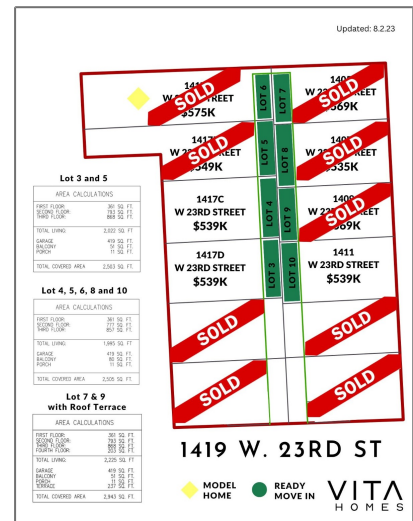 Updated: 8.2.23
SOLD
W 23RD STREET
$575K
LOT 6
LOT 7
SOLD
$569K
SOLD
$549K
LOT 5
LOT 8
SOLD
$535K
1417C
W 23RD STREET
$539K
LOT 4
LOT 9
SOLD
$569K
1417D
W 23RD STREET
$539K
LOT 3
LOT 10
1411
W 23RD STREET
$539K
SOLD
SOLD
SOLD
SOLD
Lot 3 and 5
AREA CALCULATIONS
FIRST FLOOR: 361 SQ. FT.
SECOND FLOOR: 793 SQ. FT.
THIRD FLOOR: 868 SQ. FT.
TOTAL LIVING: 2,022 SQ. FT.
GARAGE 419 SQ. FT.
BALCONY 51 SQ. FT.
PORCH 11 SQ. FT.
TOTAL COVERED AREA 2,503 SQ. FT.
Lot 4, 5, 6, 8 and 10
AREA CALCULATIONS
FIRST FLOOR: 361 SQ. FT.
SECOND FLOOR: 777 SQ. FT.
THIRD FLOOR: 857 SQ. FT.
TOTAL LIVING: 1,995 SQ. FT.
GARAGE 419 SQ. FT.
BALCONY 80 SQ. FT.
PORCH 11 SQ. FT.
TOTAL COVERED AREA 2,505 SQ. FT.
Lot 7 & 9
with Roof Terrace
AREA CALCULATIONS
FIRST FLOOR: 361 SQ. FT.
SECOND FLOOR: 793 SQ. FT.
THIRD FLOOR: 868 SQ. FT.
FOURTH FLOOR: 203 SQ. FT.
TOTAL LIVING: 2,225 SQ. FT.
GARAGE 419 SQ. FT.
BALCONY 51 SQ. FT.
PORCH 11 SQ. FT.
TERRACE 237 SQ. FT.
TOTAL COVERED AREA 2,943 SQ. FT.
1419 W. 23RD ST
MODEL
HOME
READY
MOVE IN
VITA
HOMES